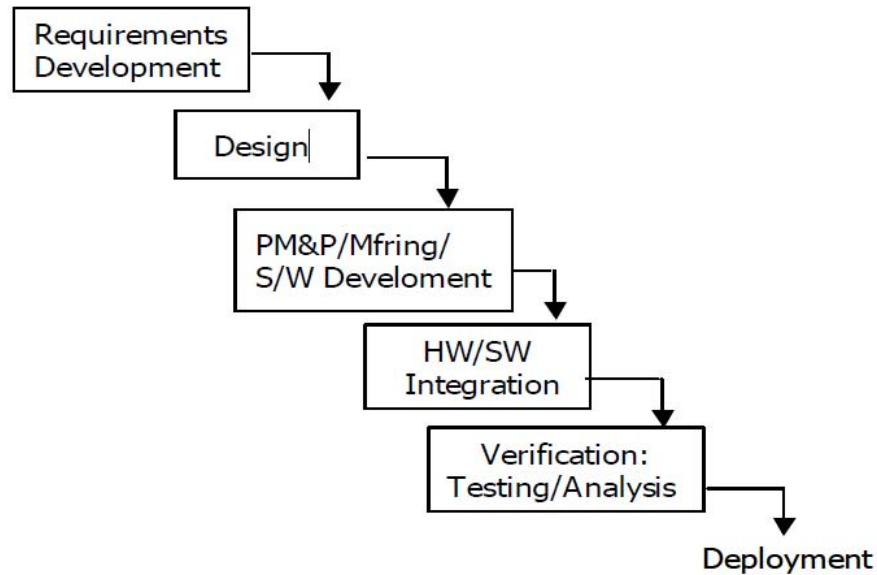 Requirements
Development
Design
PM&P/Mfring/
S/W Develoment
HW/SW
Integration
Verification:
Testing/Analysis
Deployment